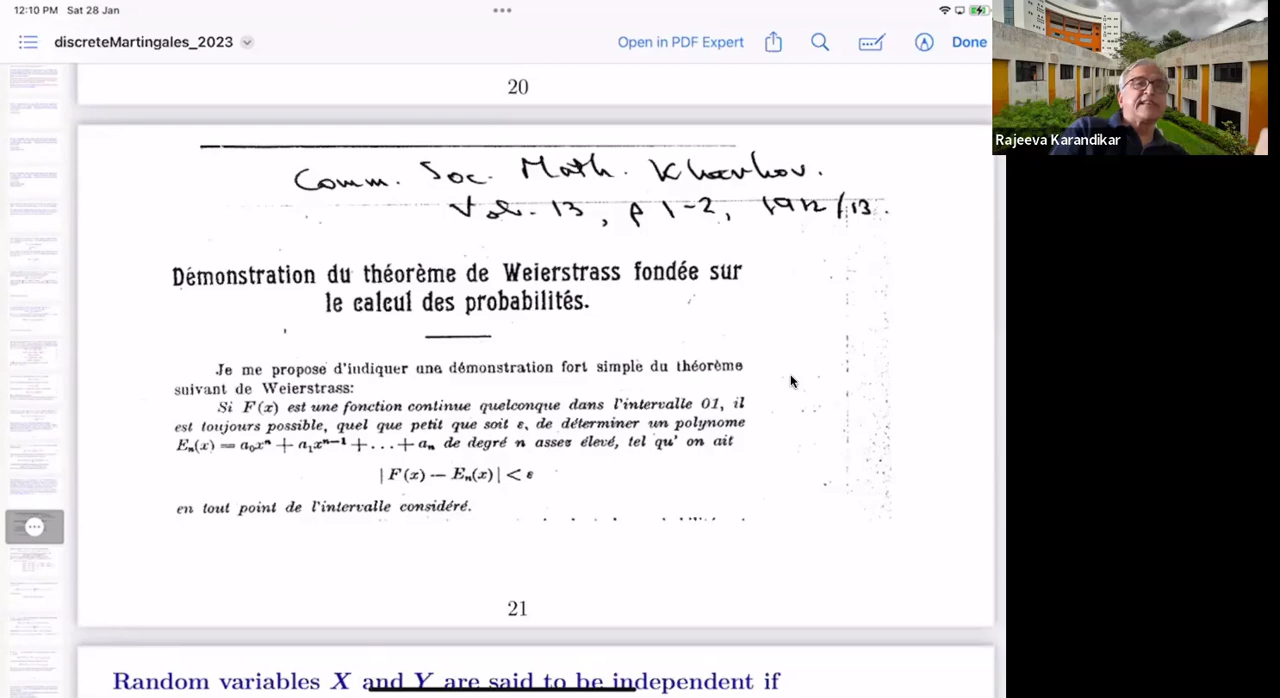 12:10 PM Sat 28 Jan
discreteMartingales_2023
Open in PDF Expert
Done
Rajeeva Karandikar
20
Comm. Soc. Math. Kharkov.
Vol. 13, p 1-2, 1912/13.
Démonstration du théorème de Weierstrass fondée sur
le calcul des probabilités.
Je me propose d'indiquer une démonstration fort simple du théorème
suivant de Weierstrass:
Si F(x) est une fonction continue quelconque dans l'intervalle 01, il
est toujours possible, quel que petit que soit ε, de déterminer un polynome
Eₙ(x) = a₀xⁿ + a₁xⁿ⁻¹ + . . . + aₙ de degré n asses élevé, tel qu' on ait
| F(x) — Eₙ(x) | < ε
en tout point de l'intervalle considéré.
21
Random variables X and Y are said to be independent if